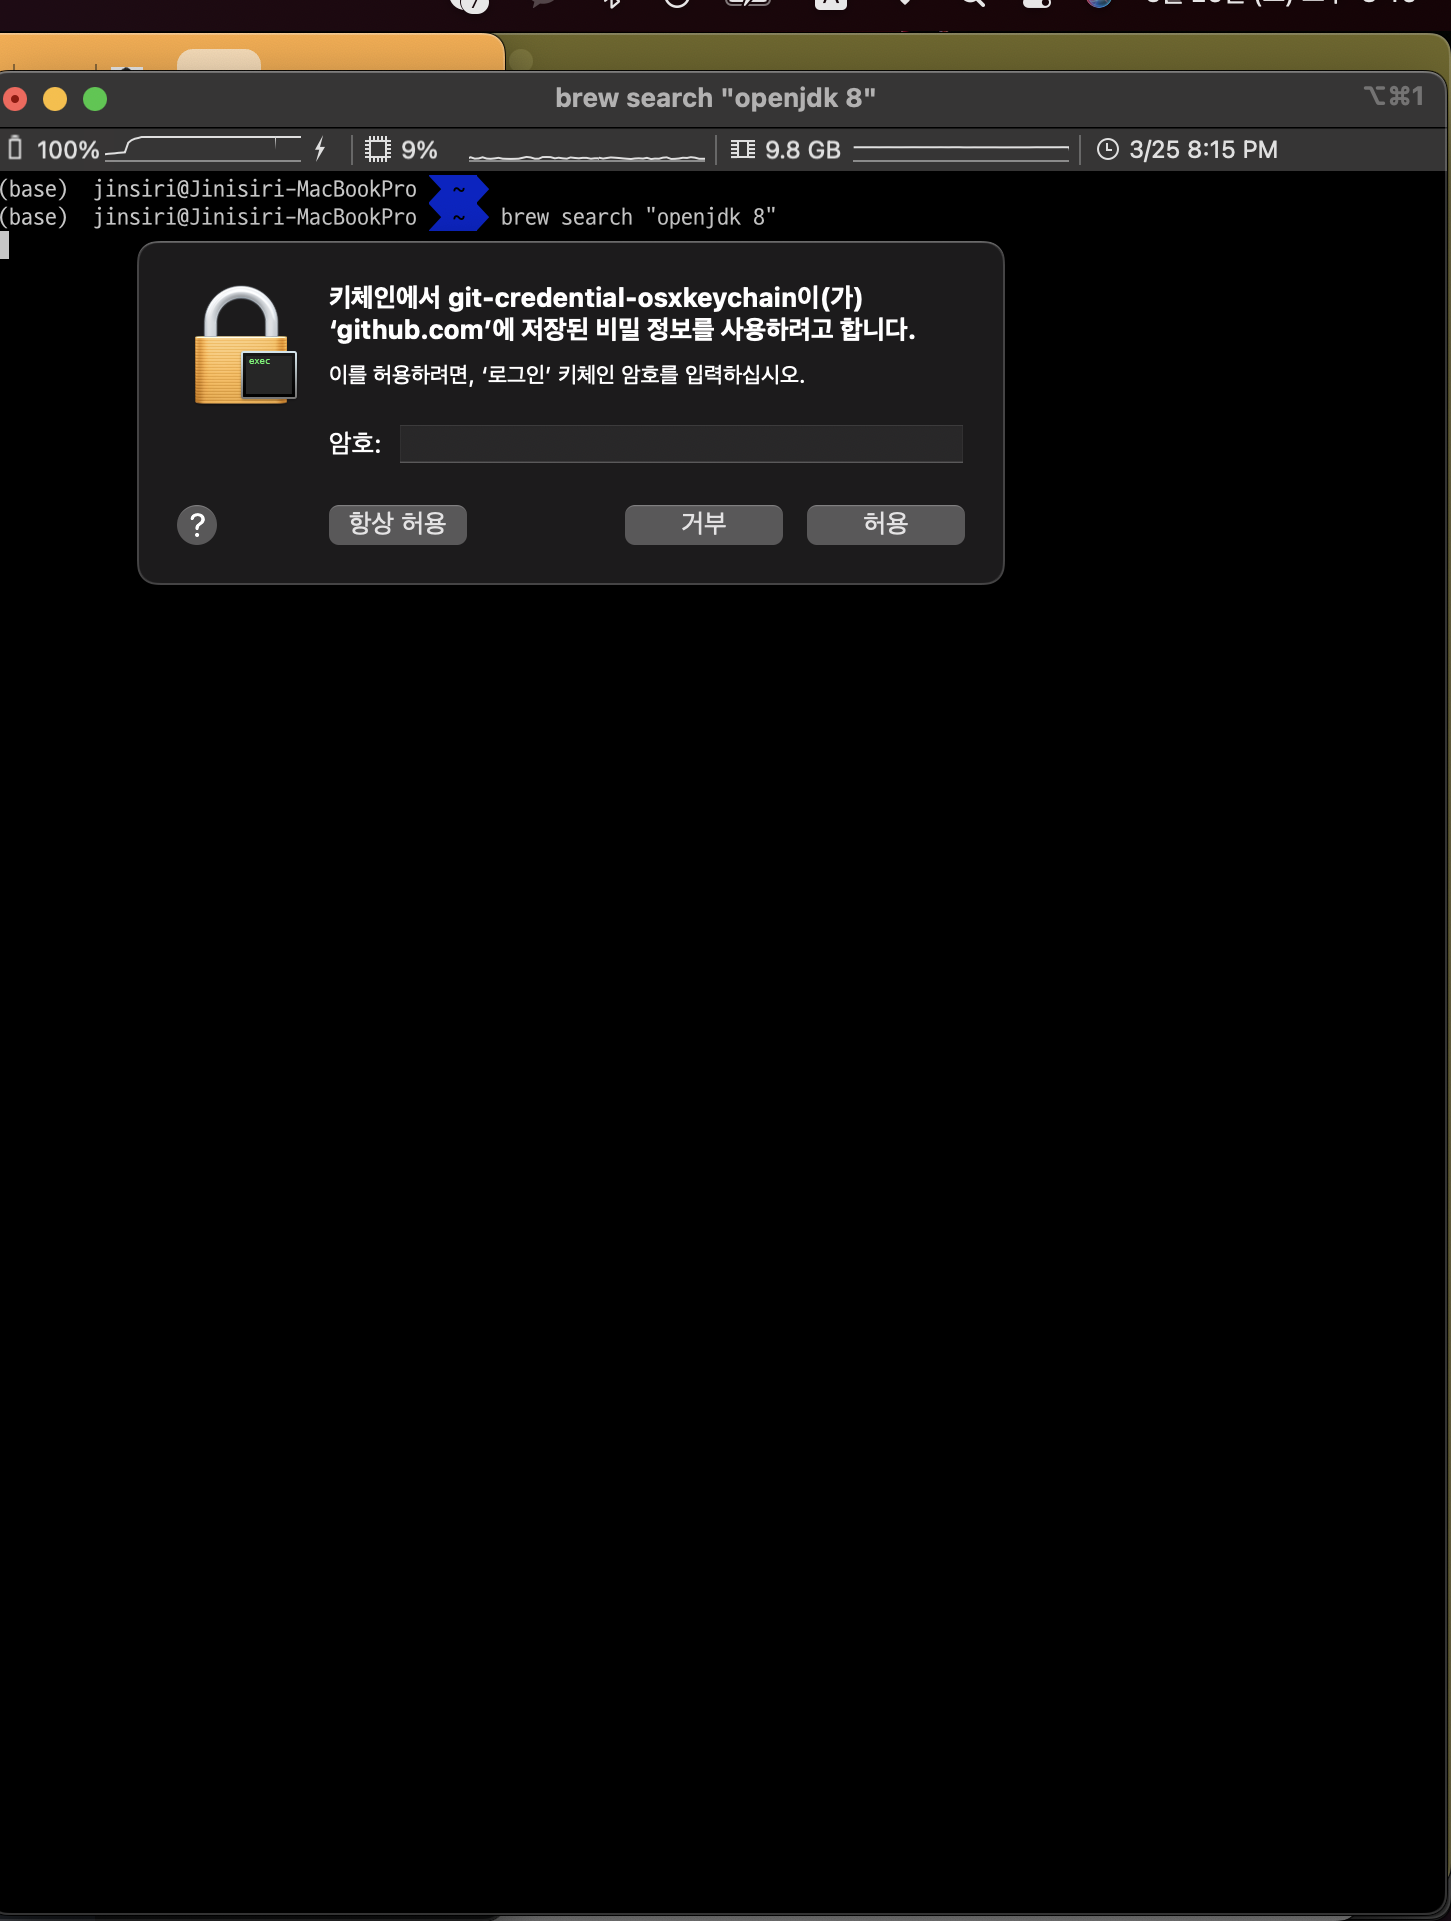 brew search "openjdk 8"
⌥⌘1
100%
9%
9.8 GB
3/25 8:15 PM
(base) jinsiri@Jinisiri-MacBookPro ~
(base) jinsiri@Jinisiri-MacBookPro ~ brew search "openjdk 8"
키체인에서 git-credential-osxkeychain이(가)
‘github.com’에 저장된 비밀 정보를 사용하려고 합니다.
exec
이를 허용하려면, ‘로그인’ 키체인 암호를 입력하십시오.
암호:
?
항상 허용
거부
허용